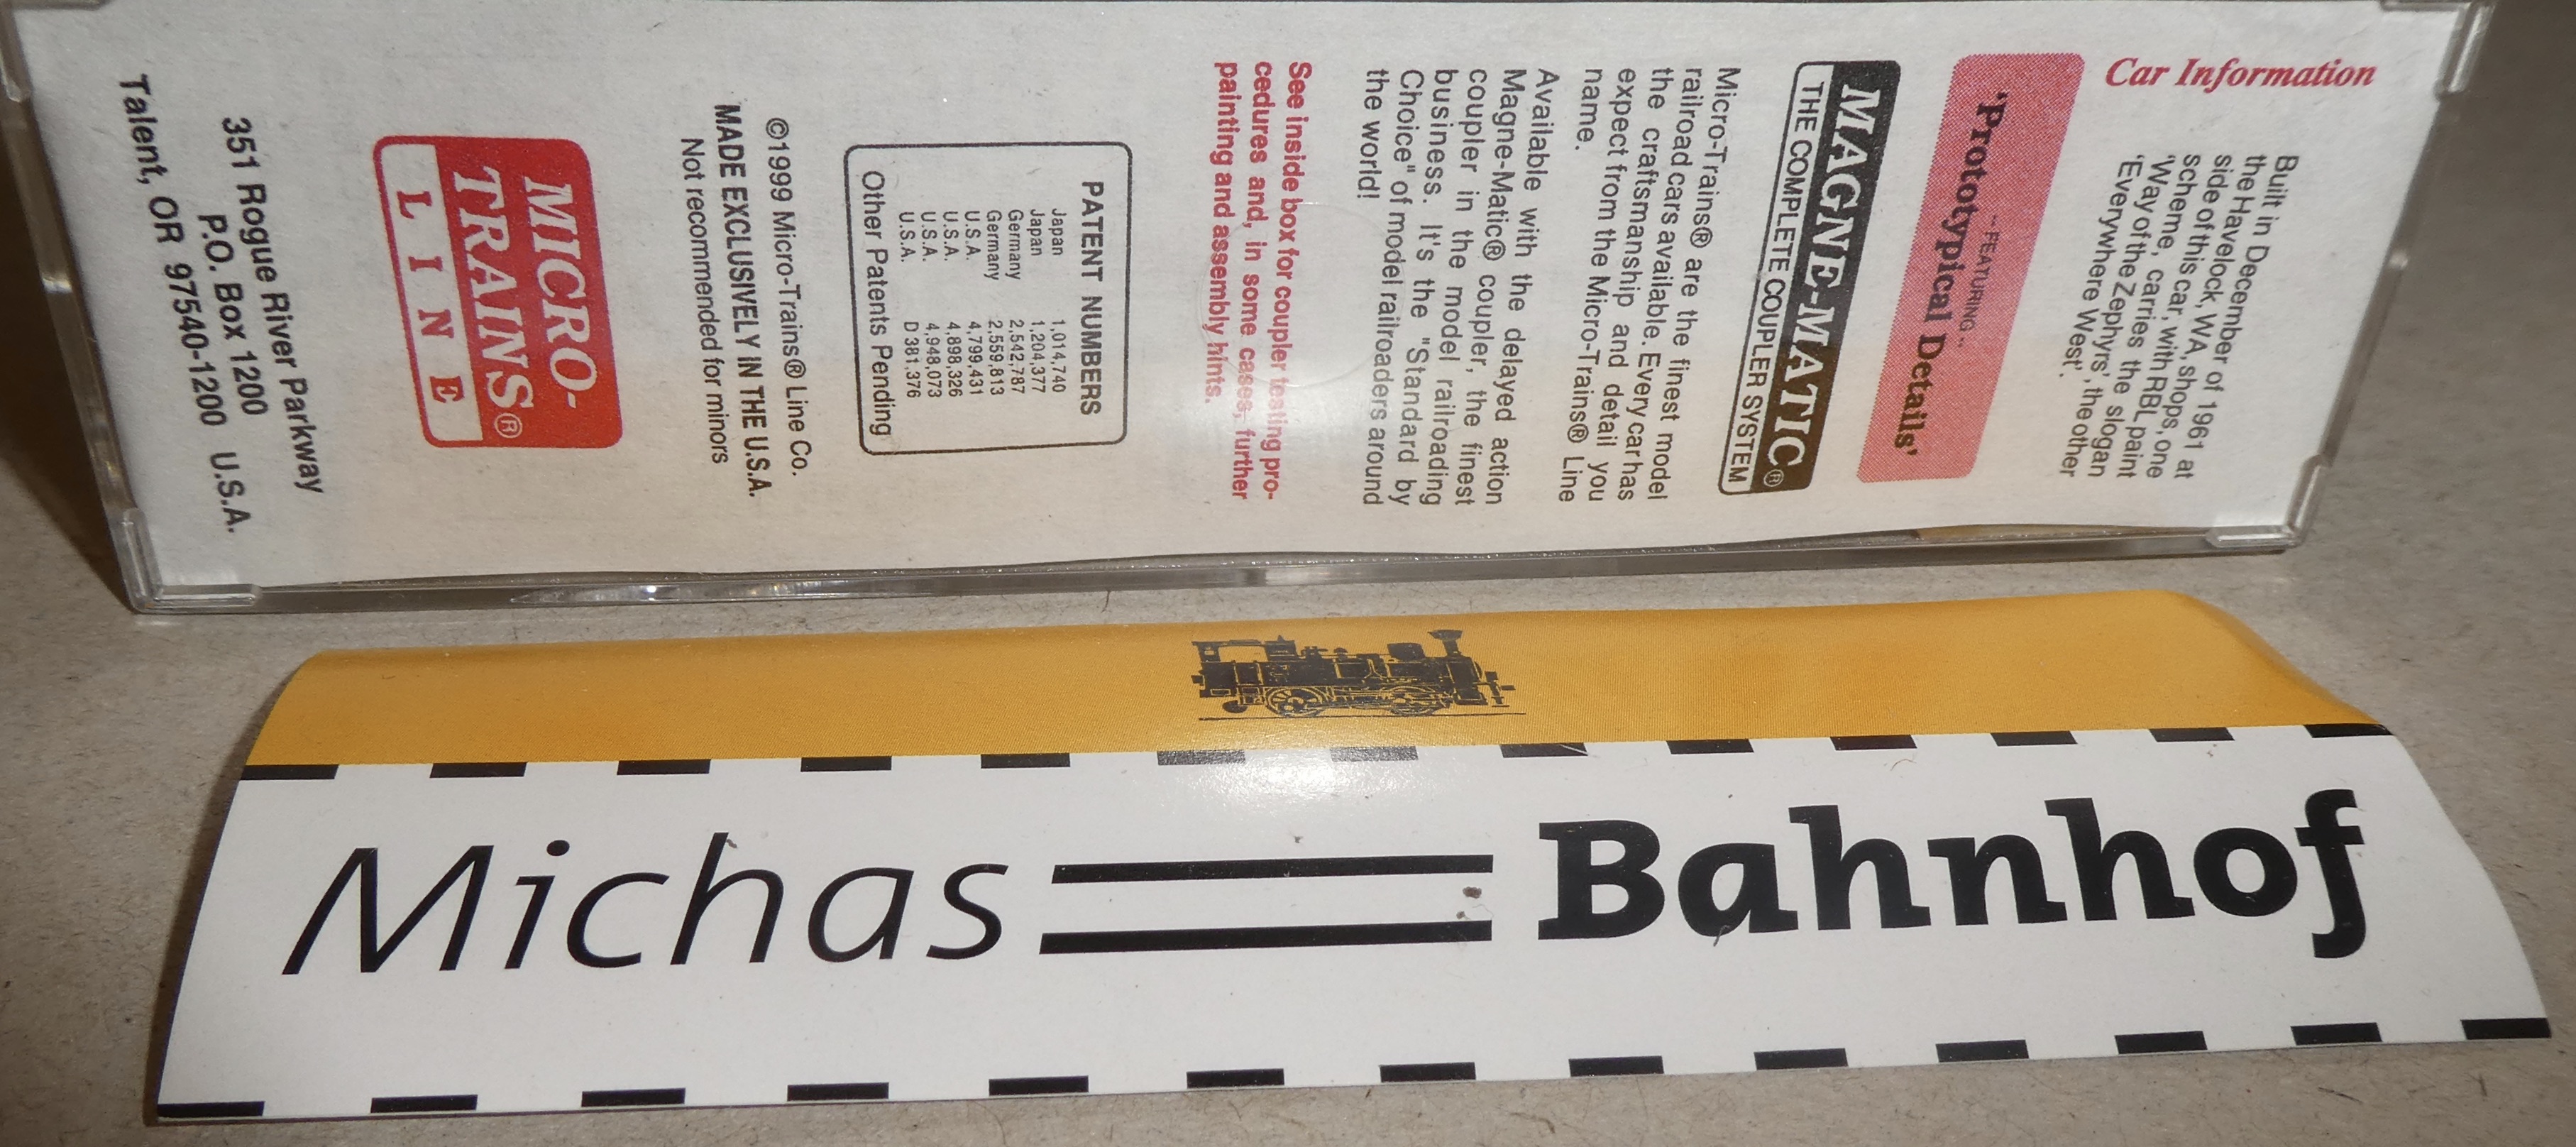 Car Information
Built in December of 1961 at
the Havelock, WA, shops, one
side of this car, with RBL paint
scheme, carries the slogan
'Way of the Zephyrs', the other
'Everywhere West'.
- FEATURING -
'Prototypical Details'
MAGNE-MATIC®
THE COMPLETE COUPLER SYSTEM
Micro-Trains® are the finest model
railroad cars available. Every car has
the craftsmanship and detail you
expect from the Micro-Trains® Line
name.
Available with the delayed action
Magne-Matic® coupler, the finest
coupler in the model railroading
business. It's the "Standard by
Choice" of model railroaders around
the world!
See inside box for coupler testing pro-
cedures and, in some cases, further
painting and assembly hints.
PATENT NUMBERS
Japan 1,014,740
Japan 1,204,377
Germany 2,542,787
Germany 2,559,813
U.S.A. 4,799,431
U.S.A. 4,898,326
U.S.A. 4,948,073
U.S.A. D 381,376
Other Patents Pending
©1999 Micro-Trains® Line Co.
MADE EXCLUSIVELY IN THE U.S.A.
Not recommended for minors
MICRO-
TRAINS®
LINE
351 Rogue River Parkway
P.O. Box 1200
Talent, OR 97540-1200 U.S.A.
Michas Bahnhof